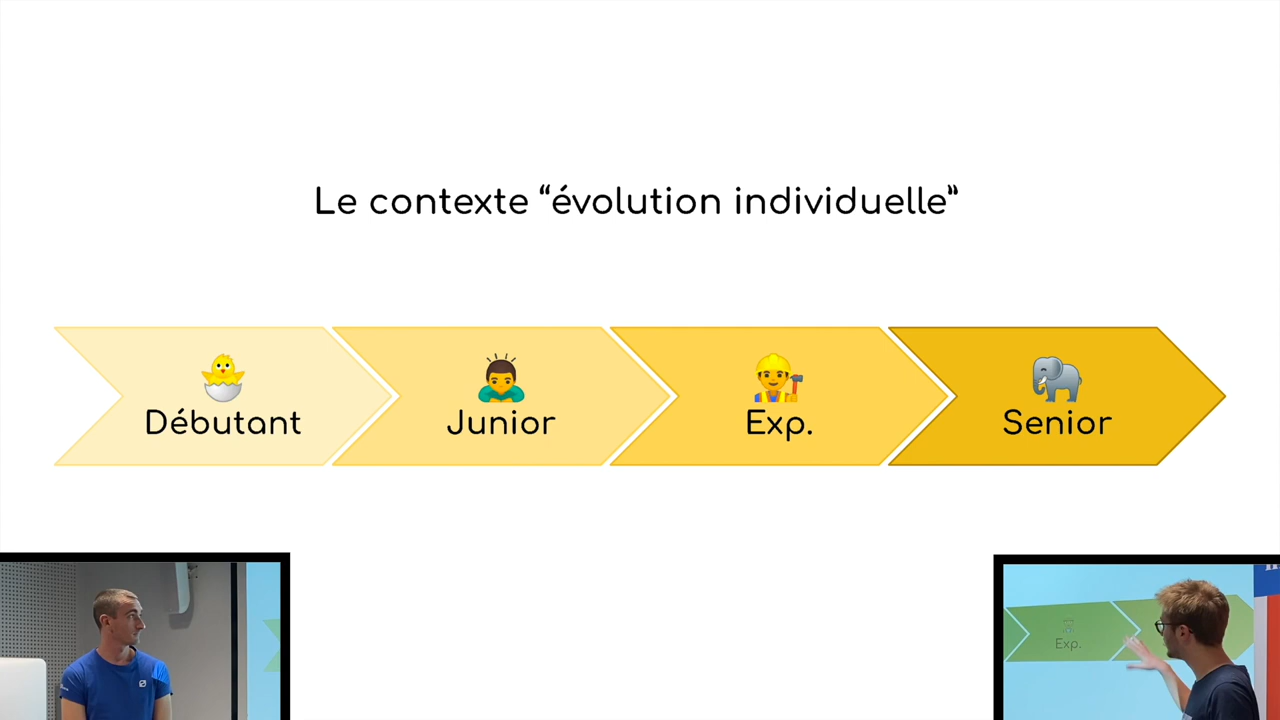 Le contexte “évolution individuelle”
Débutant
Junior
Exp.
Senior
Exp.